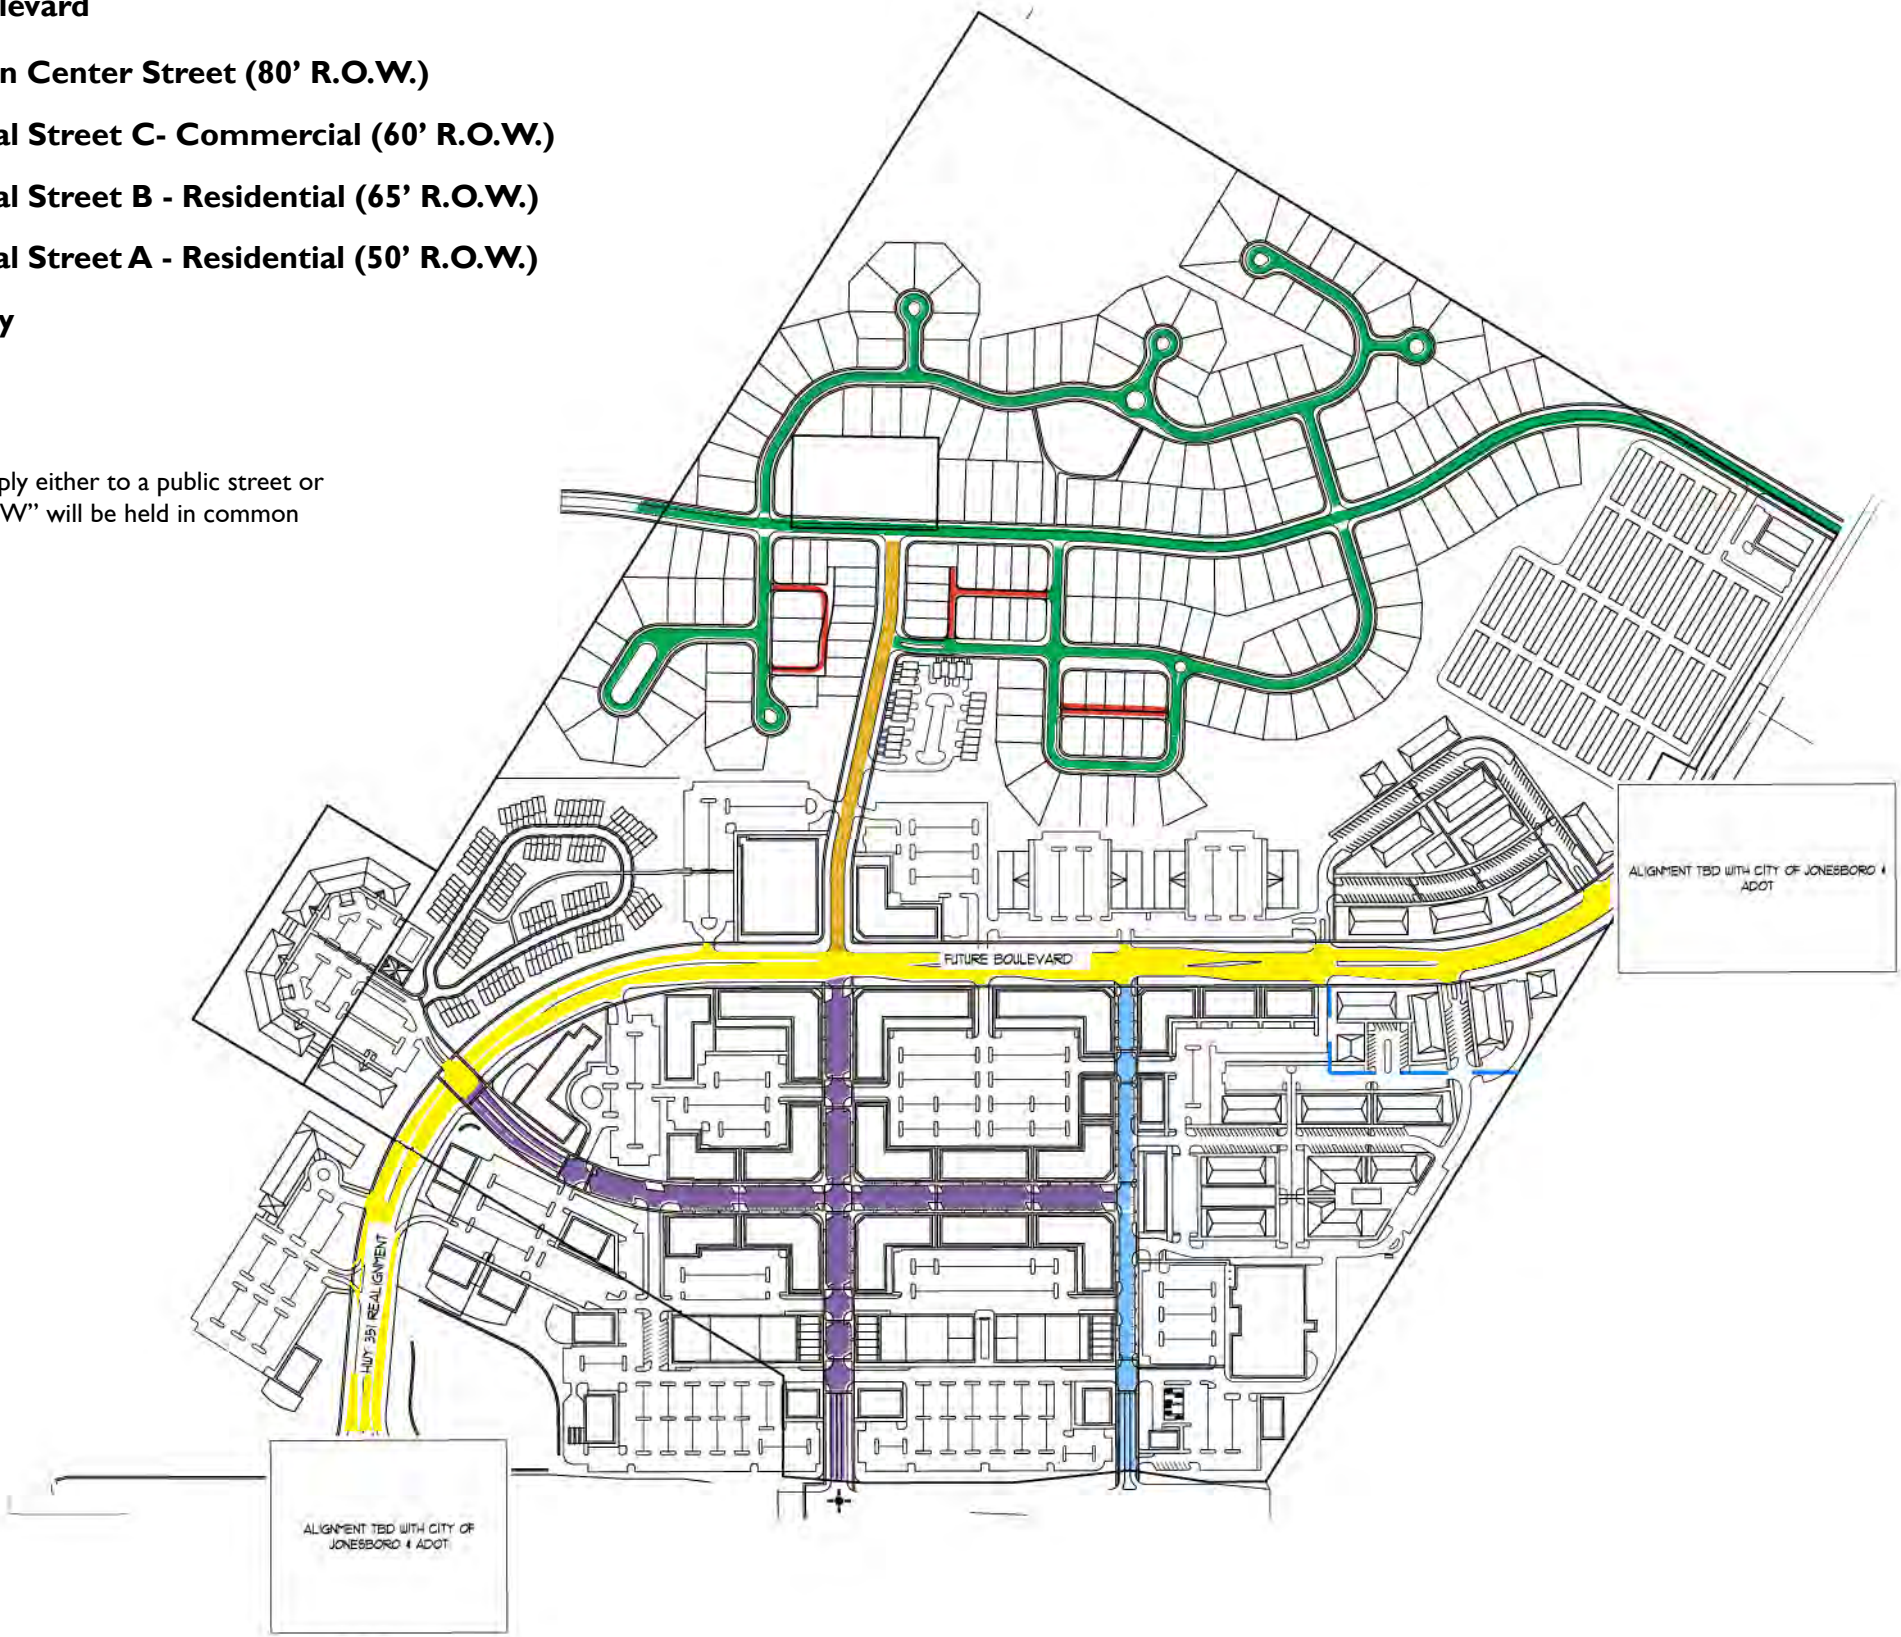 levard
n Center Street (80’ R.O.W.)
al Street C- Commercial (60’ R.O.W.)
al Street B - Residential (65’ R.O.W.)
al Street A - Residential (50’ R.O.W.)
y
ply either to a public street or
W” will be held in common
ALIGNMENT TBD WITH CITY OF JONESBORO &
ADOT
FUTURE BOULEVARD
HWY 351 REALIGNMENT
ALIGNMENT TBD WITH CITY OF
JONESBORO & ADOT